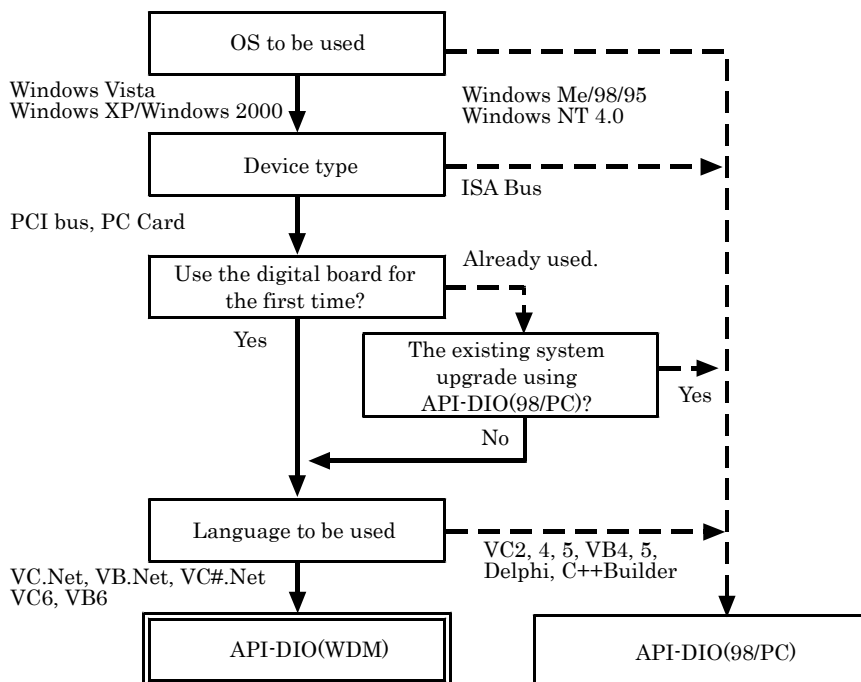 OS to be used
Windows Vista
Windows XP/Windows 2000
Windows Me/98/95
Windows NT 4.0
Device type
ISA Bus
PCI bus, PC Card
Use the digital board for
the first time?
Already used.
Yes
The existing system
upgrade using
API-DIO(98/PC)?
Yes
No
Language to be used
VC2, 4, 5, VB4, 5,
Delphi, C++Builder
VC.Net, VB.Net, VC#.Net
VC6, VB6
API-DIO(WDM)
API-DIO(98/PC)